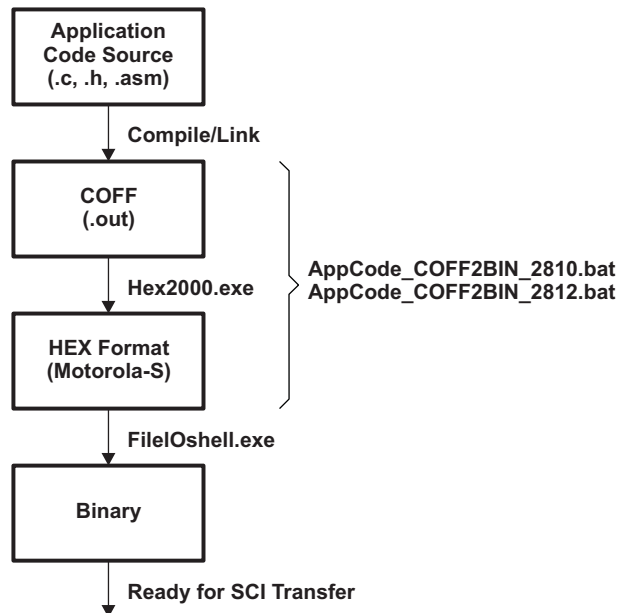 Application
Code Source
(.c, .h, .asm)
Compile/Link
COFF
(.out)
Hex2000.exe
AppCode_COFF2BIN_2810.bat
AppCode_COFF2BIN_2812.bat
HEX Format
(Motorola-S)
FileIOshell.exe
Binary
Ready for SCI Transfer